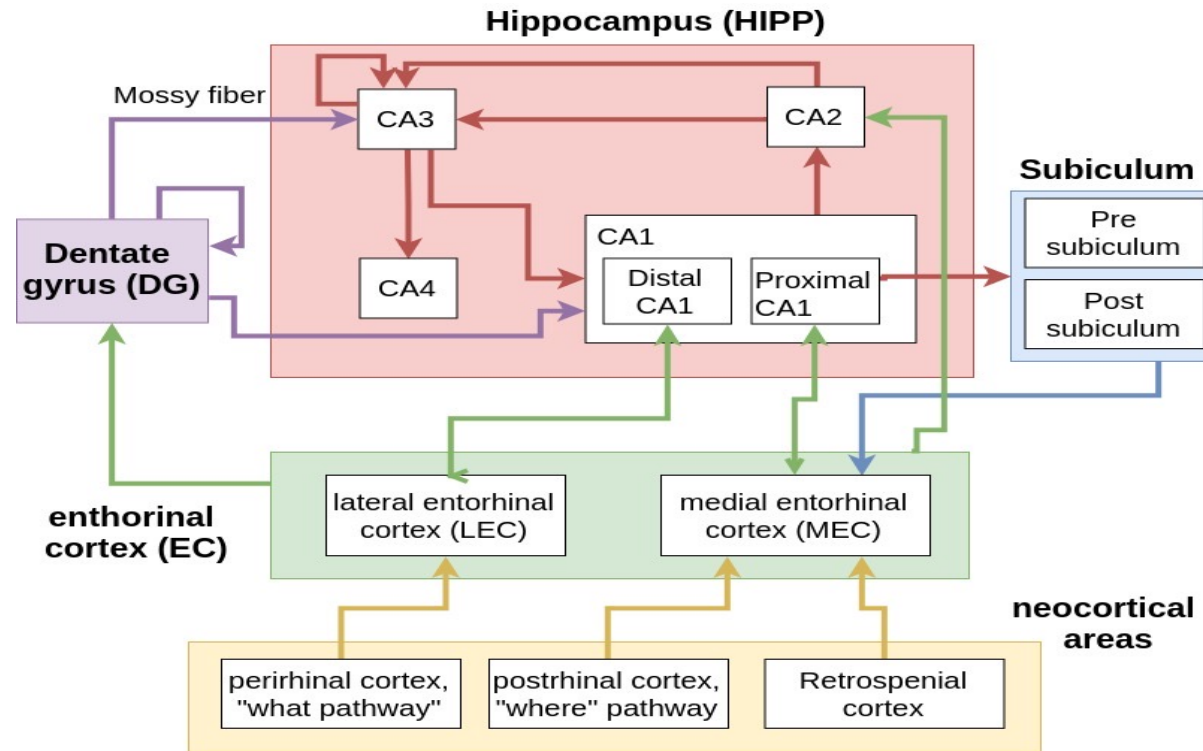 Hippocampus (HIPP)
Mossy fiber
CA3
CA2
Subiculum
Pre
subiculum
Post
subiculum
Dentate
gyrus (DG)
CA4
CA1
Distal
CA1
Proximal
CA1
enthorinal
cortex (EC)
lateral entorhinal
cortex (LEC)
medial entorhinal
cortex (MEC)
neocortical
areas
perirhinal cortex,
"what pathway"
postrhinal cortex,
"where" pathway
Retrospenial
cortex